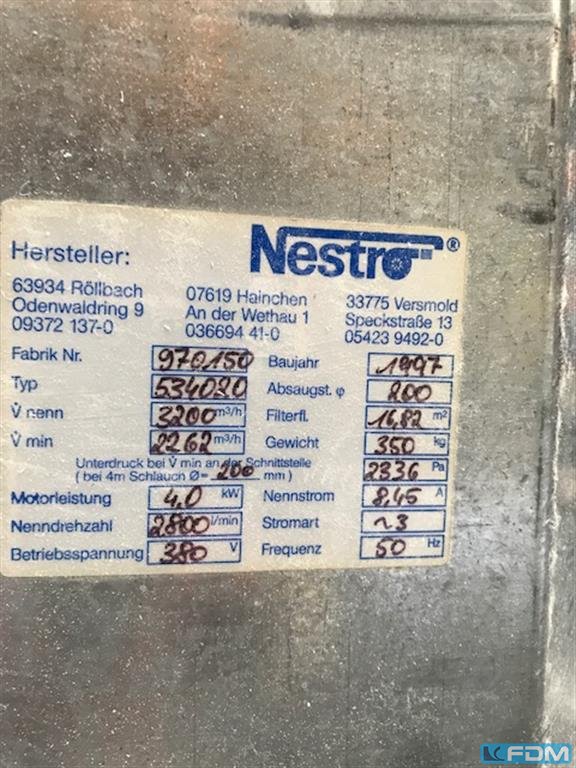 Hersteller: Nestro ®
63934 Röllbach 07619 Hainchen 33775 Versmold
Odenwaldring 9 An der Wethau 1 Speckstraße 13
09372 137-0 036694 41-0 05423 9492-0
Fabrik Nr. 970150 Baujahr 1997
Typ 534020 Absaugst. φ 200
V̇ nenn 3200 m³/h Filterfl. 16,82 m²
V̇ min 2262 m³/h Gewicht 350 kg
Unterdruck bei V̇ min an der Schnittstelle
( bei 4m Schlauch Ø= 200 mm ) 2336 Pa
Motorleistung 4,0 kW Nennstrom 8,45 A
Nenndrehzahl 2800 l/min Stromart ~3
Betriebsspannung 380 V Frequenz 50 Hz
KFDM